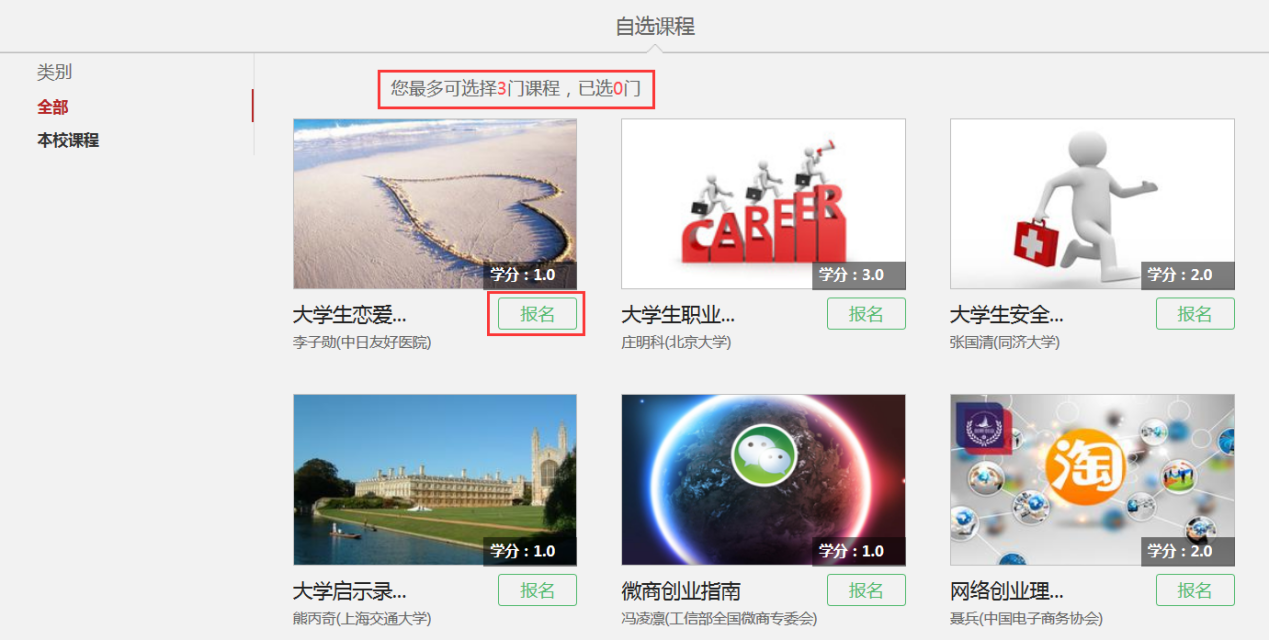 自选课程
类别
全部
本校课程
您最多可选择3门课程，已选0门
CAREER
学分：1.0
学分：3.0
学分：2.0
大学生恋爱... 报名
李子勋(中日友好医院)
大学生职业... 报名
庄明科(北京大学)
大学生安全... 报名
张国清(同济大学)
淘
学分：1.0
学分：1.0
学分：2.0
大学启示录... 报名
熊丙奇(上海交通大学)
微商创业指南 报名
冯凌凛(工信部全国微商专委会)
网络创业理... 报名
聂兵(中国电子商务协会)